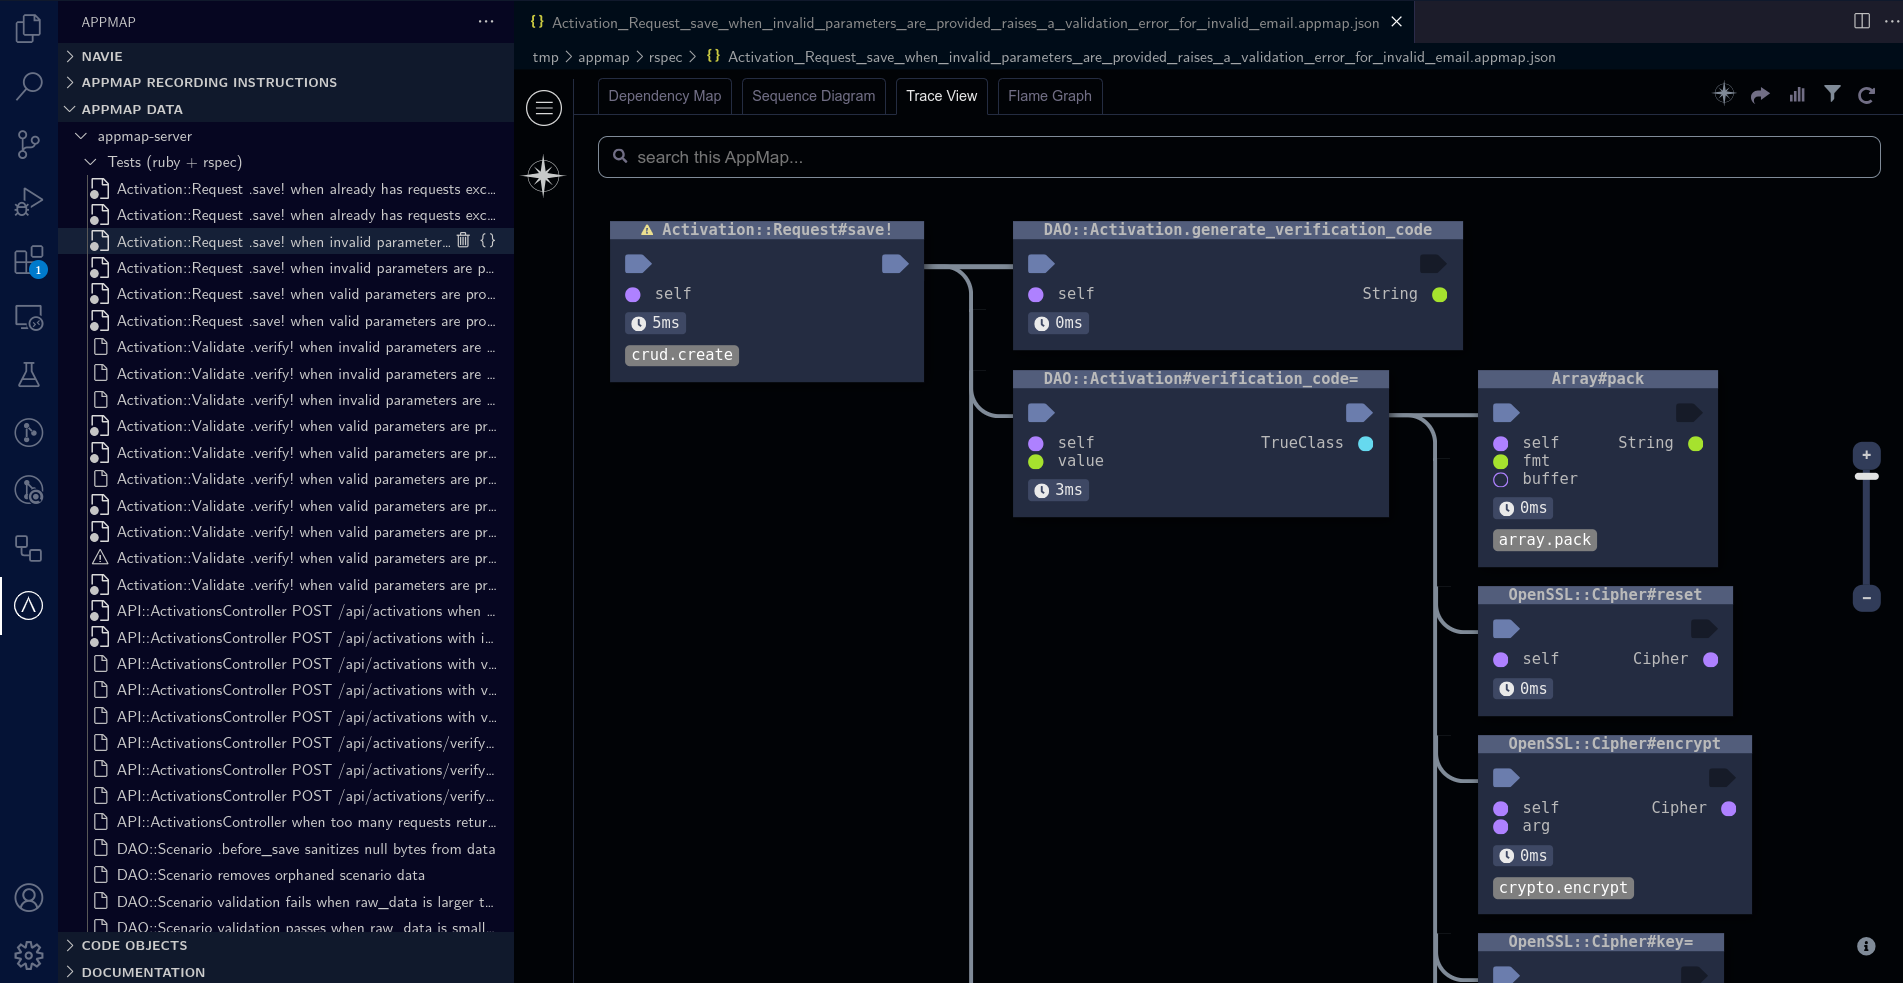 APPMAP
NAVIE
APPMAP RECORDING INSTRUCTIONS
APPMAP DATA
appmap-server
Tests (ruby + rspec)
Activation::Request .save! when already has requests exc...
Activation::Request .save! when already has requests exc...
Activation::Request .save! when invalid parameter...
Activation::Request .save! when invalid parameters are p...
Activation::Request .save! when valid parameters are pro...
Activation::Request .save! when valid parameters are pro...
Activation::Validate .verify! when invalid parameters are ...
Activation::Validate .verify! when invalid parameters are ...
Activation::Validate .verify! when invalid parameters are ...
Activation::Validate .verify! when valid parameters are pr...
Activation::Validate .verify! when valid parameters are pr...
Activation::Validate .verify! when valid parameters are pr...
Activation::Validate .verify! when valid parameters are pr...
Activation::Validate .verify! when valid parameters are pr...
Activation::Validate .verify! when valid parameters are pr...
Activation::Validate .verify! when valid parameters are pr...
API::ActivationsController POST /api/activations when ...
API::ActivationsController POST /api/activations with i...
API::ActivationsController POST /api/activations with v...
API::ActivationsController POST /api/activations with v...
API::ActivationsController POST /api/activations with v...
API::ActivationsController POST /api/activations/verify...
API::ActivationsController POST /api/activations/verify...
API::ActivationsController POST /api/activations/verify...
API::ActivationsController when too many requests retur...
DAO::Scenario .before_save sanitizes null bytes from data
DAO::Scenario removes orphaned scenario data
DAO::Scenario validation fails when raw_data is larger t...
DAO::Scenario validation passes when raw_data is small...
CODE OBJECTS
DOCUMENTATION
1
{} Activation_Request_save_when_invalid_parameters_are_provided_raises_a_validation_error_for_invalid_email.appmap.json
tmp > appmap > rspec > {} Activation_Request_save_when_invalid_parameters_are_provided_raises_a_validation_error_for_invalid_email.appmap.json
Dependency Map
Sequence Diagram
Trace View
Flame Graph
search this AppMap...
Activation::Request#save!
self
5ms
crud.create
DAO::Activation.generate_verification_code
self String
0ms
DAO::Activation#verification_code=
self TrueClass
value
3ms
Array#pack
self String
fmt
buffer
0ms
array.pack
OpenSSL::Cipher#reset
self Cipher
0ms
OpenSSL::Cipher#encrypt
self Cipher
arg
0ms
crypto.encrypt
OpenSSL::Cipher#key=
+
−